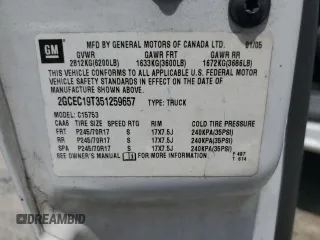 GM
MFD BY GENERAL MOTORS OF CANADA LTD. 01/05
GVWR GAWR FRT GAWR RR
2812KG(6200LB) 1633KG(3600LB) 1672KG(3686LB)
THIS VEHICLE CONFORMS TO ALL APPLICABLE U.S. FEDERAL
MOTOR VEHICLE SAFETY AND THEFT PREVENTION STANDARDS
IN EFFECT ON THE DATE OF MANUFACTURE SHOWN ABOVE.
2GCEC19T351259657 TYPE: TRUCK
MODEL: C15753
TIRE SIZE SPEED RTG RIM COLD TIRE PRESSURE
FRT P245/70R17 S 17X7.5J 240KPA(35PSI)
RR P245/70R17 S 17X7.5J 240KPA(35PSI)
SPA P245/70R17 S 17X7.5J 240KPA(35PSI)
SEE OWNER'S MANUAL FOR MORE INFORMATION.